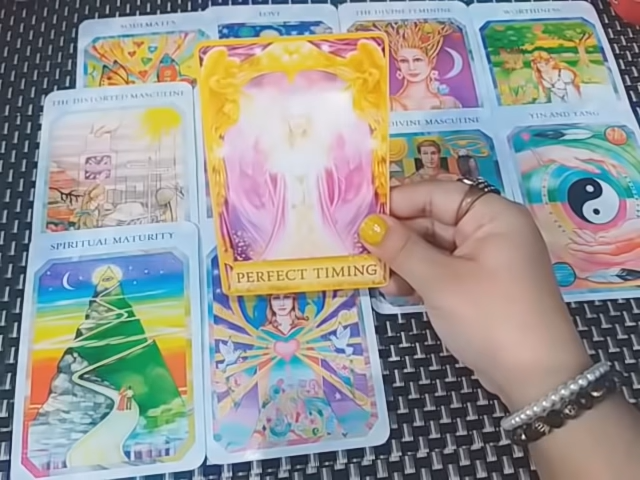 SOULMATES
LOVE
THE DIVINE FEMININE
WORTHINESS
THE DISTORTED MASCULINE
DIVINE MASCULINE
YIN AND YANG
SPIRITUAL MATURITY
PERFECT TIMING